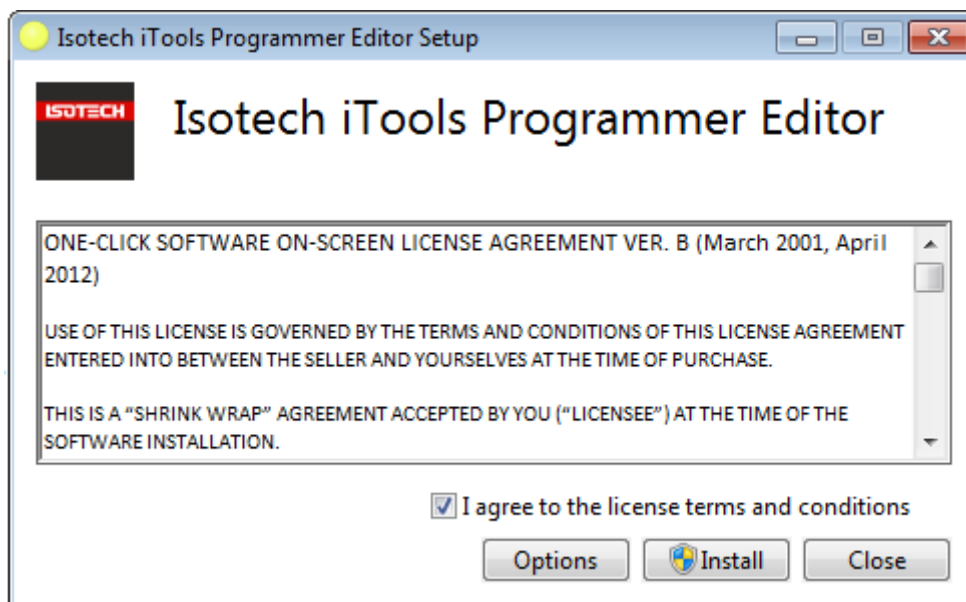 Isotech iTools Programmer Editor Setup
ISOTECH
Isotech iTools Programmer Editor
ONE-CLICK SOFTWARE ON-SCREEN LICENSE AGREEMENT VER. B (March 2001, April
2012)
USE OF THIS LICENSE IS GOVERNED BY THE TERMS AND CONDITIONS OF THIS LICENSE AGREEMENT
ENTERED INTO BETWEEN THE SELLER AND YOURSELVES AT THE TIME OF PURCHASE.
THIS IS A “SHRINK WRAP” AGREEMENT ACCEPTED BY YOU (“LICENSEE”) AT THE TIME OF THE
SOFTWARE INSTALLATION.
I agree to the license terms and conditions
Options Install Close